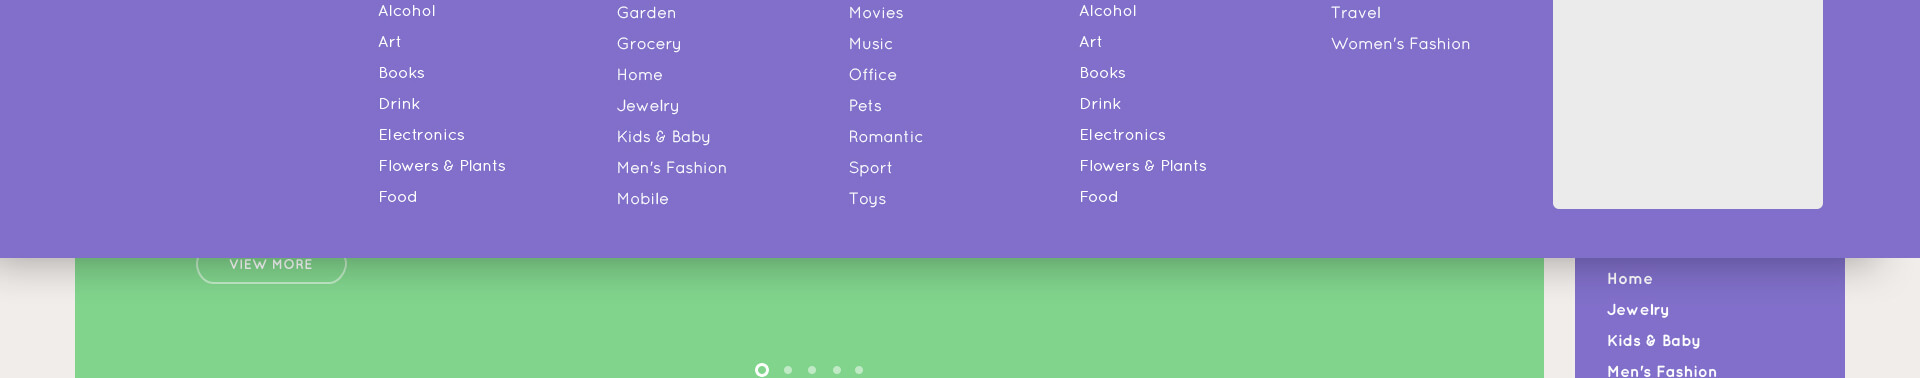 Alcohol
Art
Books
Drink
Electronics
Flowers & Plants
Food
Garden
Grocery
Home
Jewelry
Kids & Baby
Men's Fashion
Mobile
Movies
Music
Office
Pets
Romantic
Sport
Toys
Alcohol
Art
Books
Drink
Electronics
Flowers & Plants
Food
Travel
Women's Fashion
VIEW MORE
Home
Jewelry
Kids & Baby
Men's Fashion